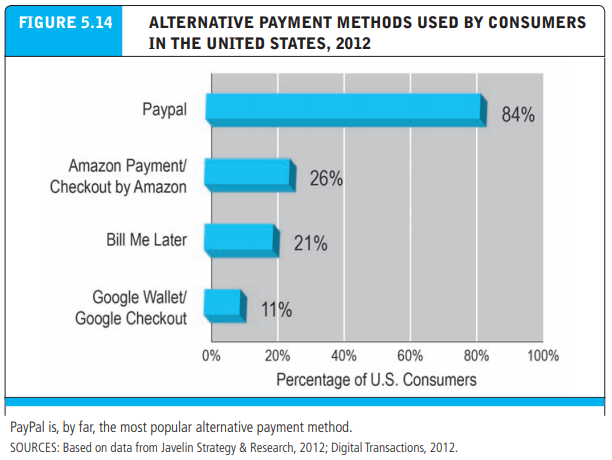 FIGURE 5.14
ALTERNATIVE PAYMENT METHODS USED BY CONSUMERS
IN THE UNITED STATES, 2012
Paypal
84%
Amazon Payment/
Checkout by Amazon
26%
Bill Me Later
21%
Google Wallet/
Google Checkout
11%
0% 20% 40% 60% 80% 100%
Percentage of U.S. Consumers
PayPal is, by far, the most popular alternative payment method.
SOURCES: Based on data from Javelin Strategy & Research, 2012; Digital Transactions, 2012.